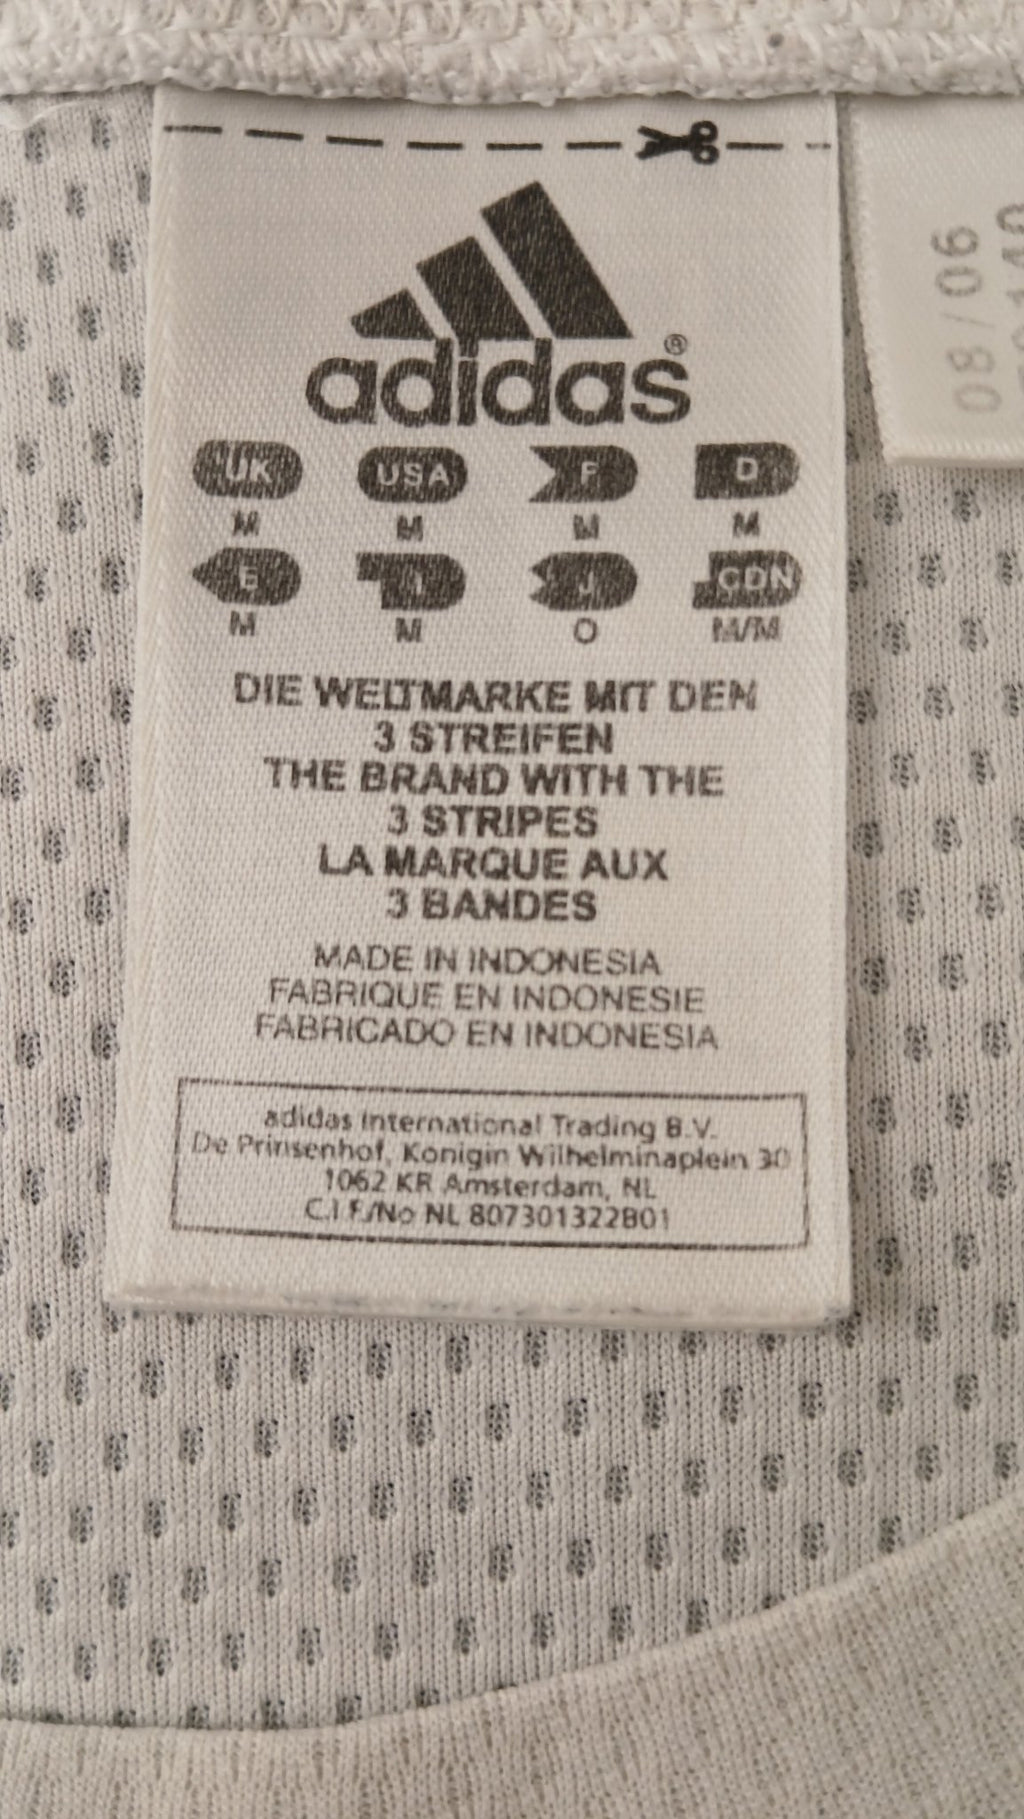 adidas®
UK USA F D
M M M M
E I J CDN
M M O M/M
DIE WELTMARKE MIT DEN
3 STREIFEN
THE BRAND WITH THE
3 STRIPES
LA MARQUE AUX
3 BANDES
MADE IN INDONESIA
FABRIQUE EN INDONESIE
FABRICADO EN INDONESIA
adidas International Trading B.V.
De Prinsenhof, Konigin Wilhelminaplein 30
1062 KR Amsterdam, NL
C.I.F./No NL 807301322B01
08/06